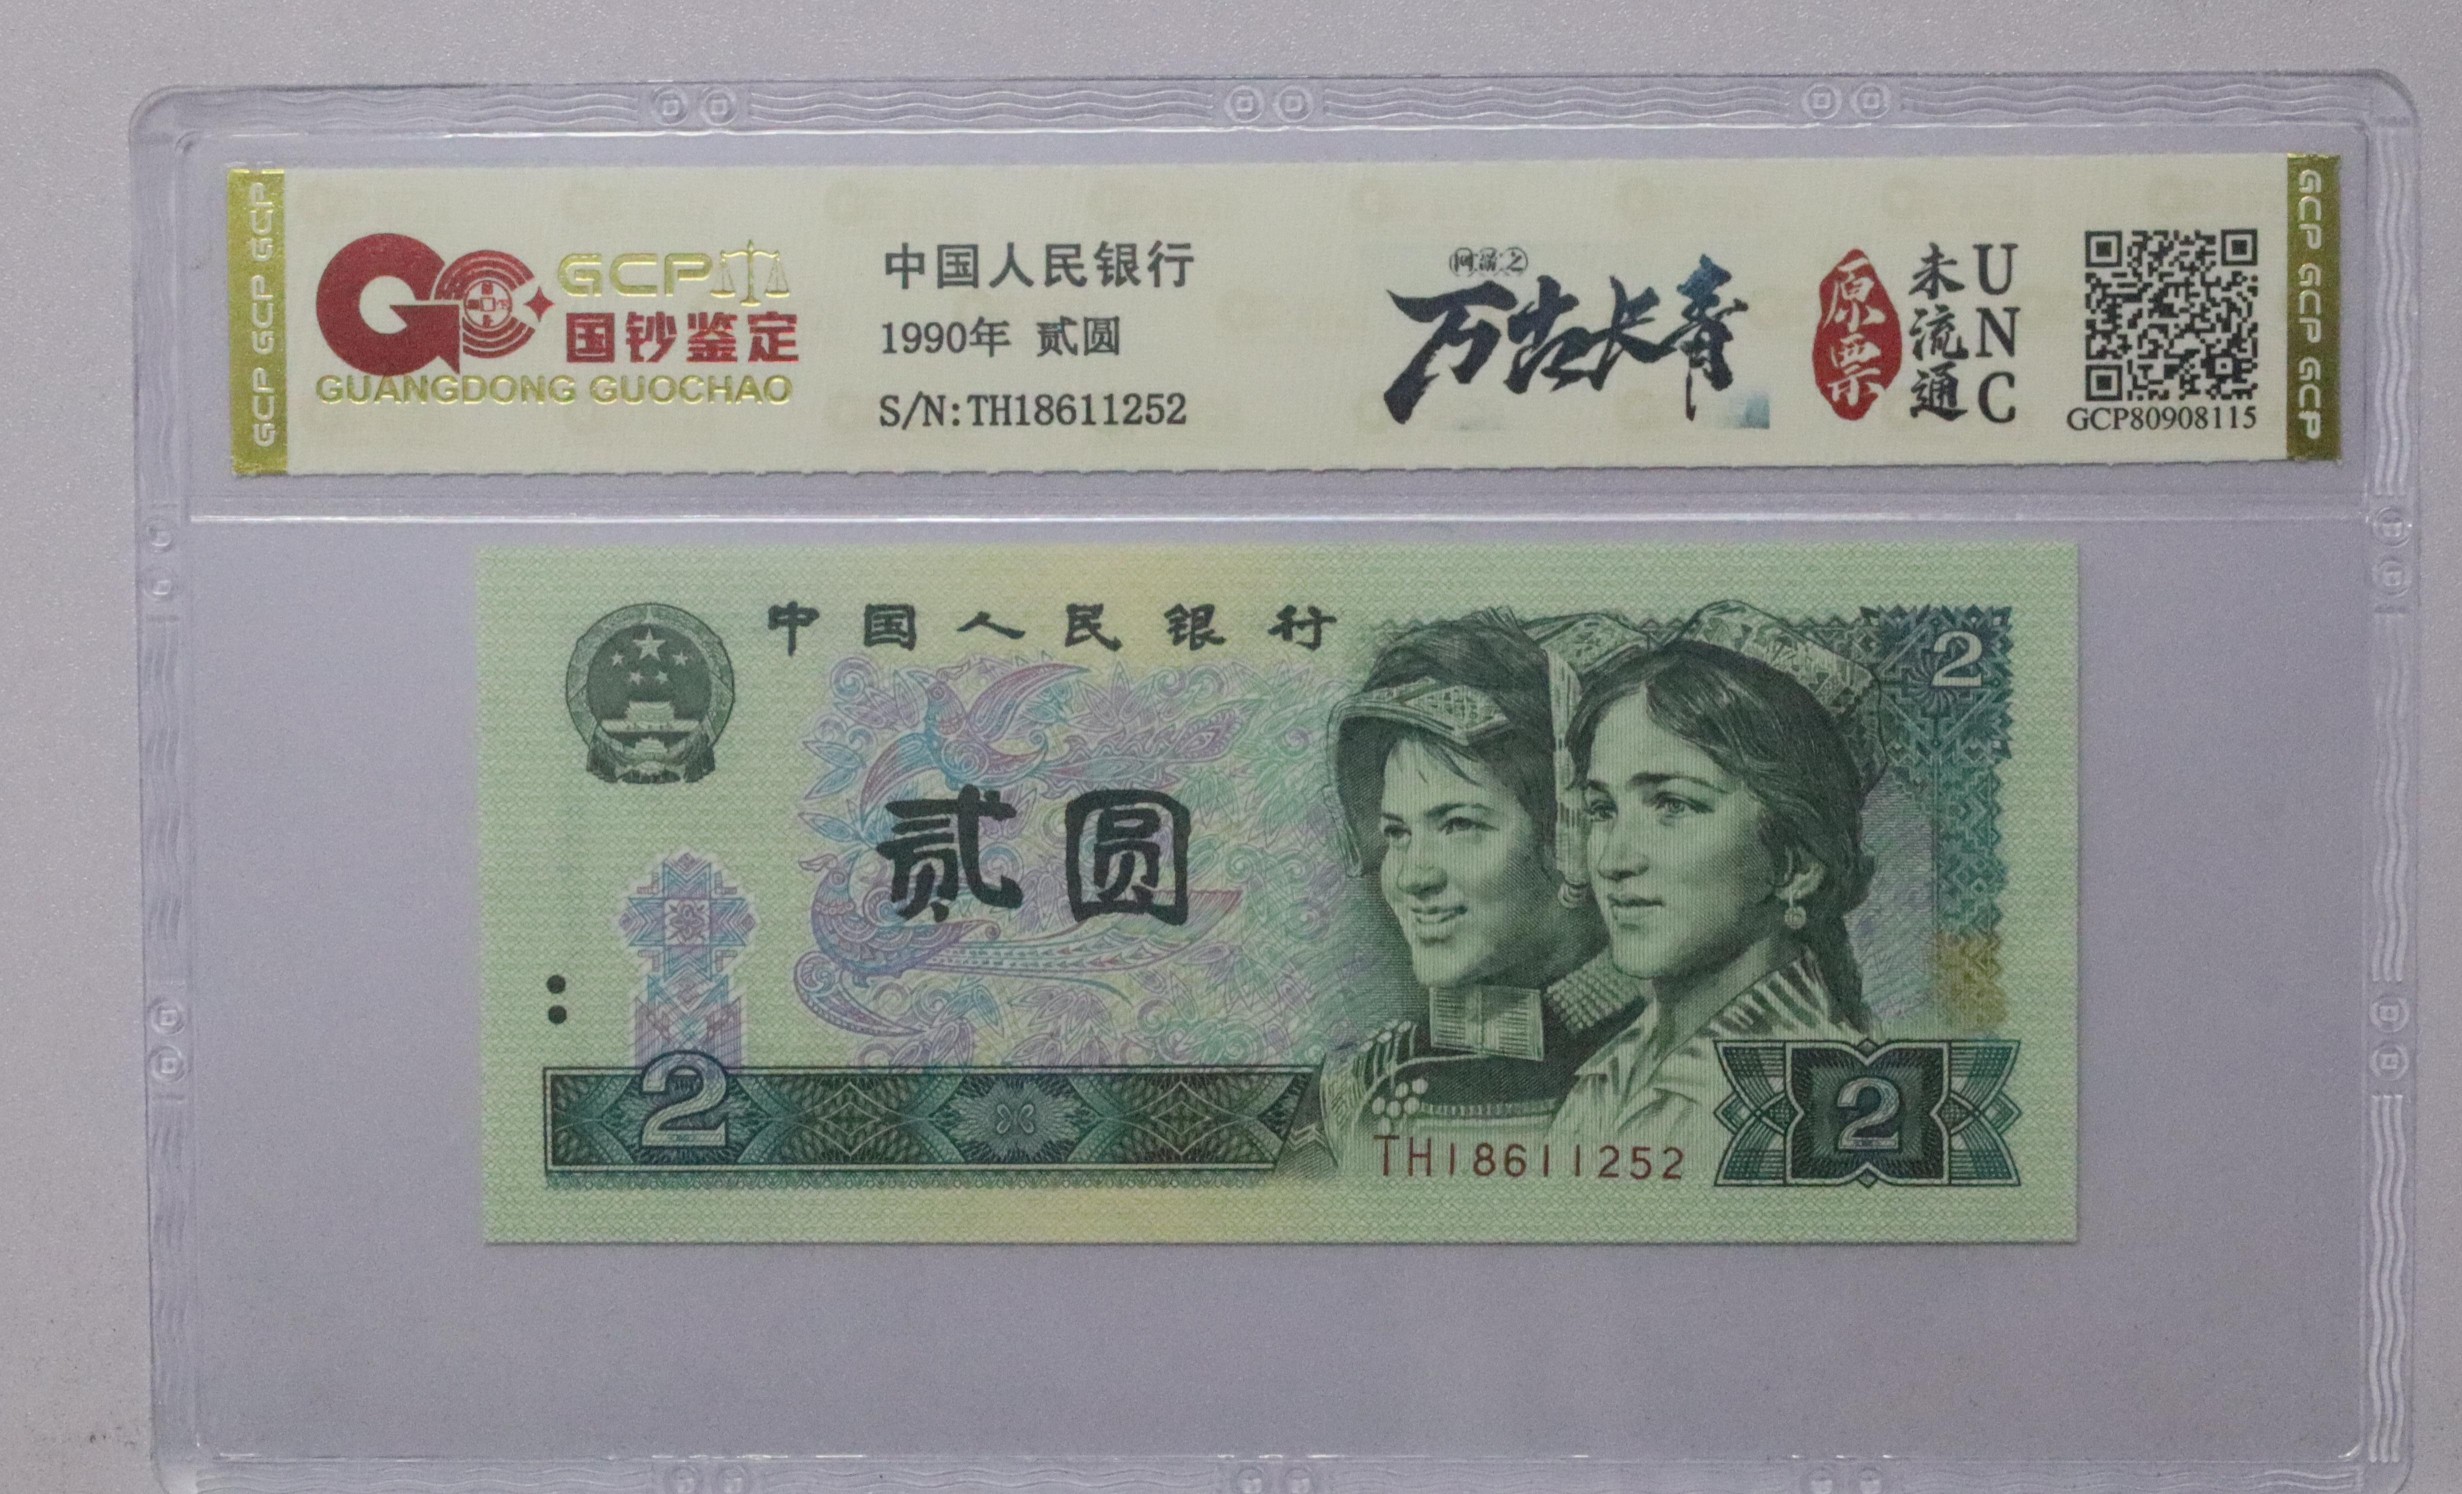 GCP GCP GCP
GCP
国钞鉴定
GUANGDONG GUOCHAO
中国人民银行
1990年 贰圆
S/N:TH18611252
万古长青
原票
未流通
UNC
GCP80908115
GCP GCP GCP
中国人民银行
2
贰圆
2
TH18611252
2